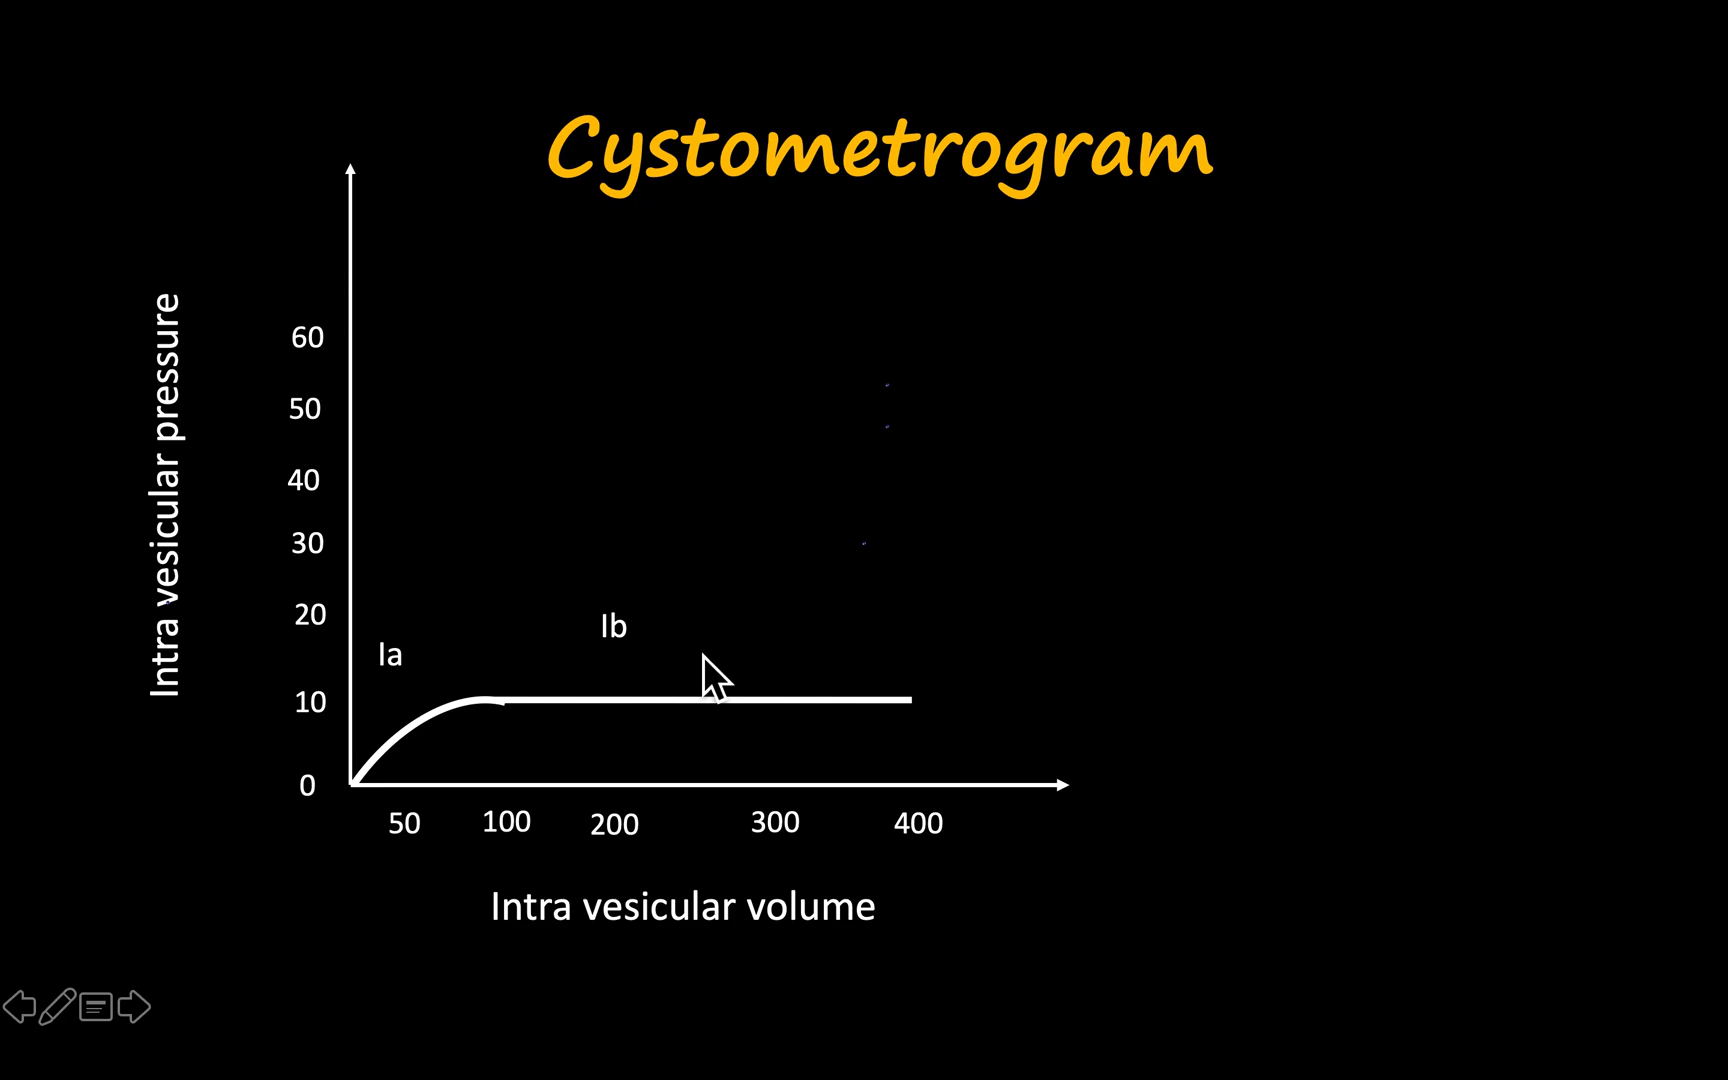 Cystometrogram
Intra vesicular pressure
60
50
40
30
20
10
0
Ia
Ib
50 100 200 300 400
Intra vesicular volume